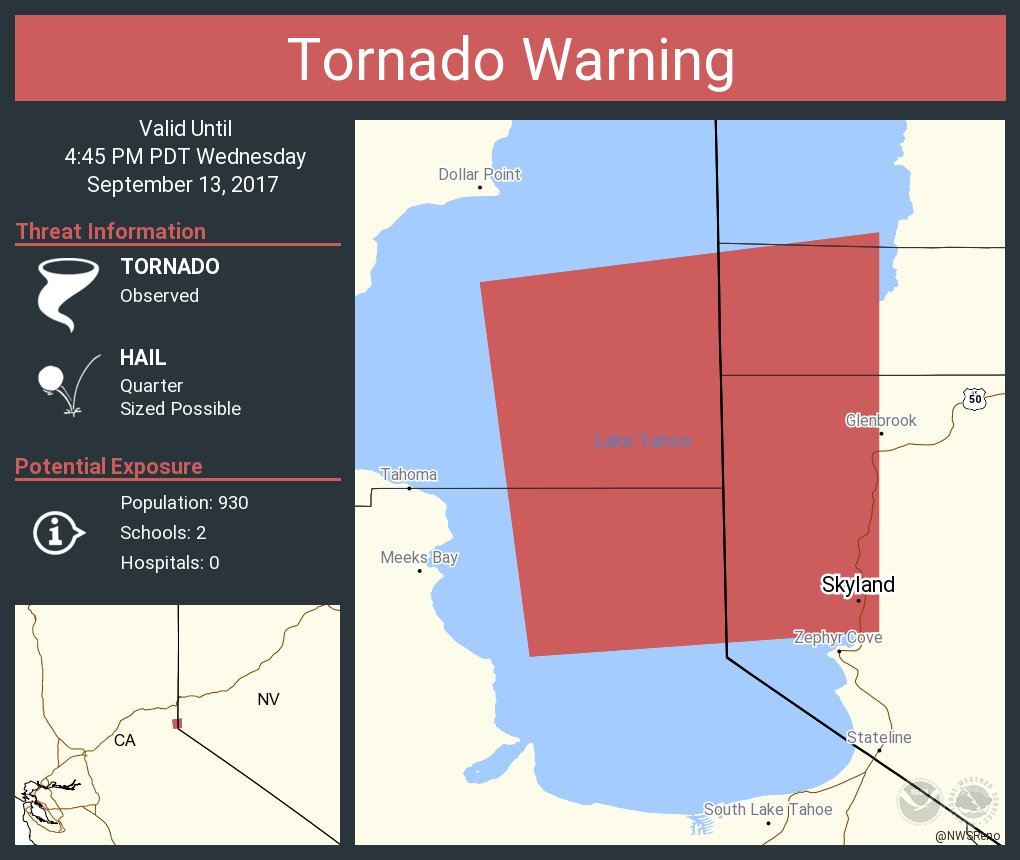 Tornado Warning
Valid Until
4:45 PM PDT Wednesday
September 13, 2017
Threat Information
TORNADO
Observed
HAIL
Quarter
Sized Possible
Potential Exposure
Population: 930
Schools: 2
Hospitals: 0
CA
NV
Dollar Point
50
Glenbrook
Lake Tahoe
Tahoma
Meeks Bay
Skyland
Zephyr Cove
Stateline
South Lake Tahoe
@NWSReno